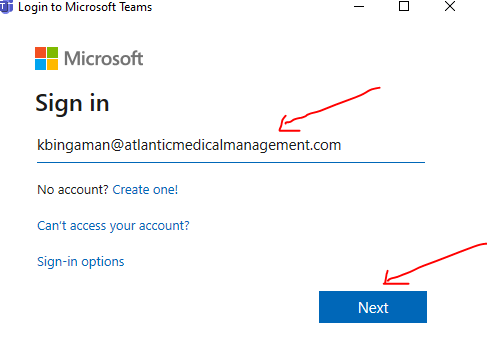 Login to Microsoft Teams
Microsoft
Sign in
kbingaman@atlanticmedicalmanagement.com
No account? Create one!
Can't access your account?
Sign-in options
Next